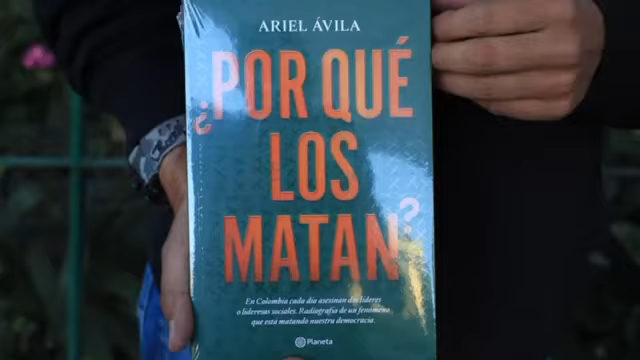 ARIEL ÁVILA
¿POR QUÉ
LOS
MATAN?
En Colombia cada día asesinan dos líderes
o lideresas sociales. Radiografía de un fenómeno
que está matando nuestra democracia.
Planeta